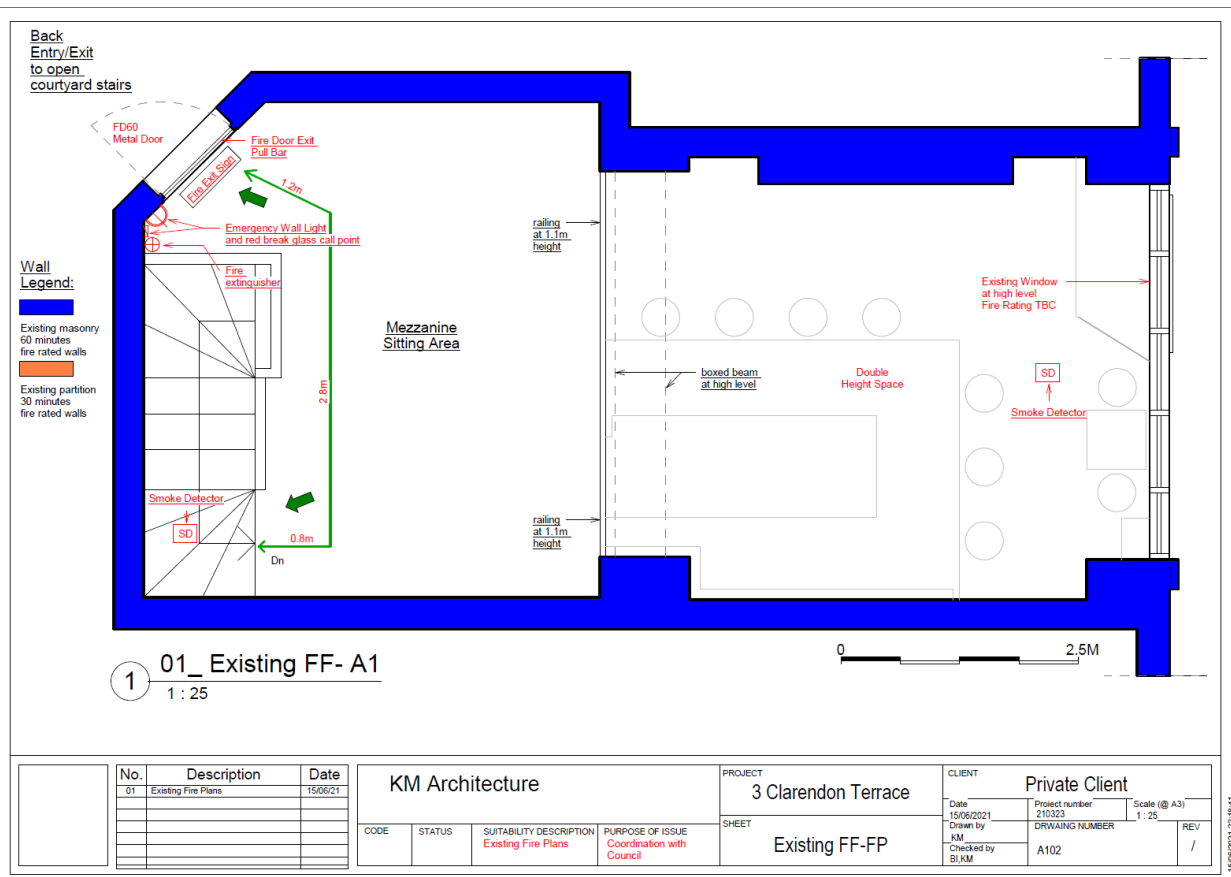 Back
Entry/Exit
to open
courtyard stairs
FD60
Metal Door
Fire Door Exit
Pull Bar
Fire Exit Sign
1.2m
Emergency Wall Light
and red break glass call point
Fire
extinguisher
Wall
Legend:
Existing masonry
60 minutes
fire rated walls
Existing partition
30 minutes
fire rated walls
Mezzanine
Sitting Area
2.8m
Smoke Detector
SD
0.8m
Dn
railing
at 1.1m
height
railing
at 1.1m
height
boxed beam
at high level
Double
Height Space
Existing Window
at high level
Fire Rating TBC
SD
Smoke Detector
1
01_ Existing FF- A1
1 : 25
0 2.5M
No. Description Date
01 Existing Fire Plans 15/06/21
KM Architecture
CODE STATUS SUITABILITY DESCRIPTION PURPOSE OF ISSUE
Existing Fire Plans Coordination with
Council
PROJECT
3 Clarendon Terrace
SHEET
Existing FF-FP
CLIENT
Private Client
Date Project number Scale (@ A3)
15/06/2021 210323 1 : 25
Drawn by DRWAING NUMBER REV
KM
Checked by A102 /
BI,KM
15/06/2021 22:18:41